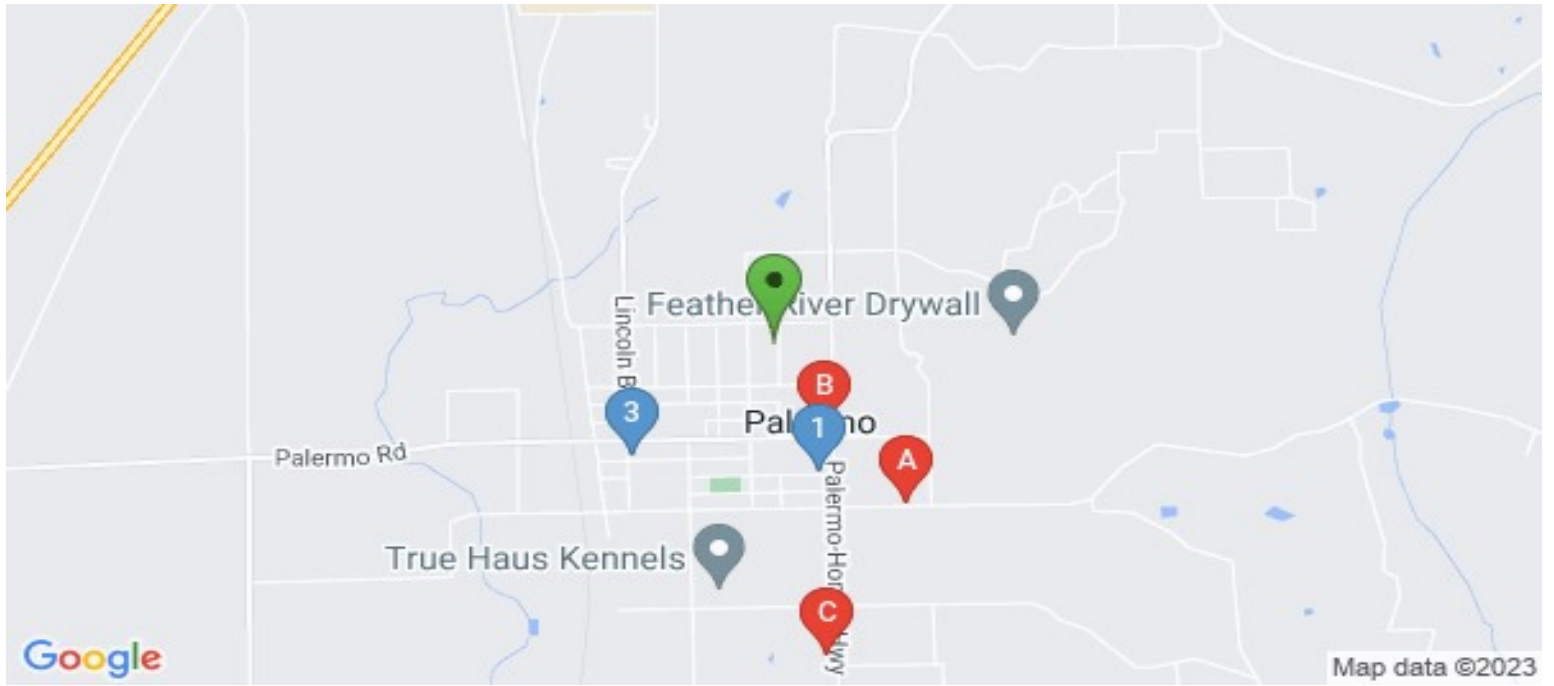 Feather River Drywall
Lincoln B
B
3
Palermo
1
Palermo Rd
A
Palermo-Hon
True Haus Kennels
C
Hwy
Google
Map data ©2023